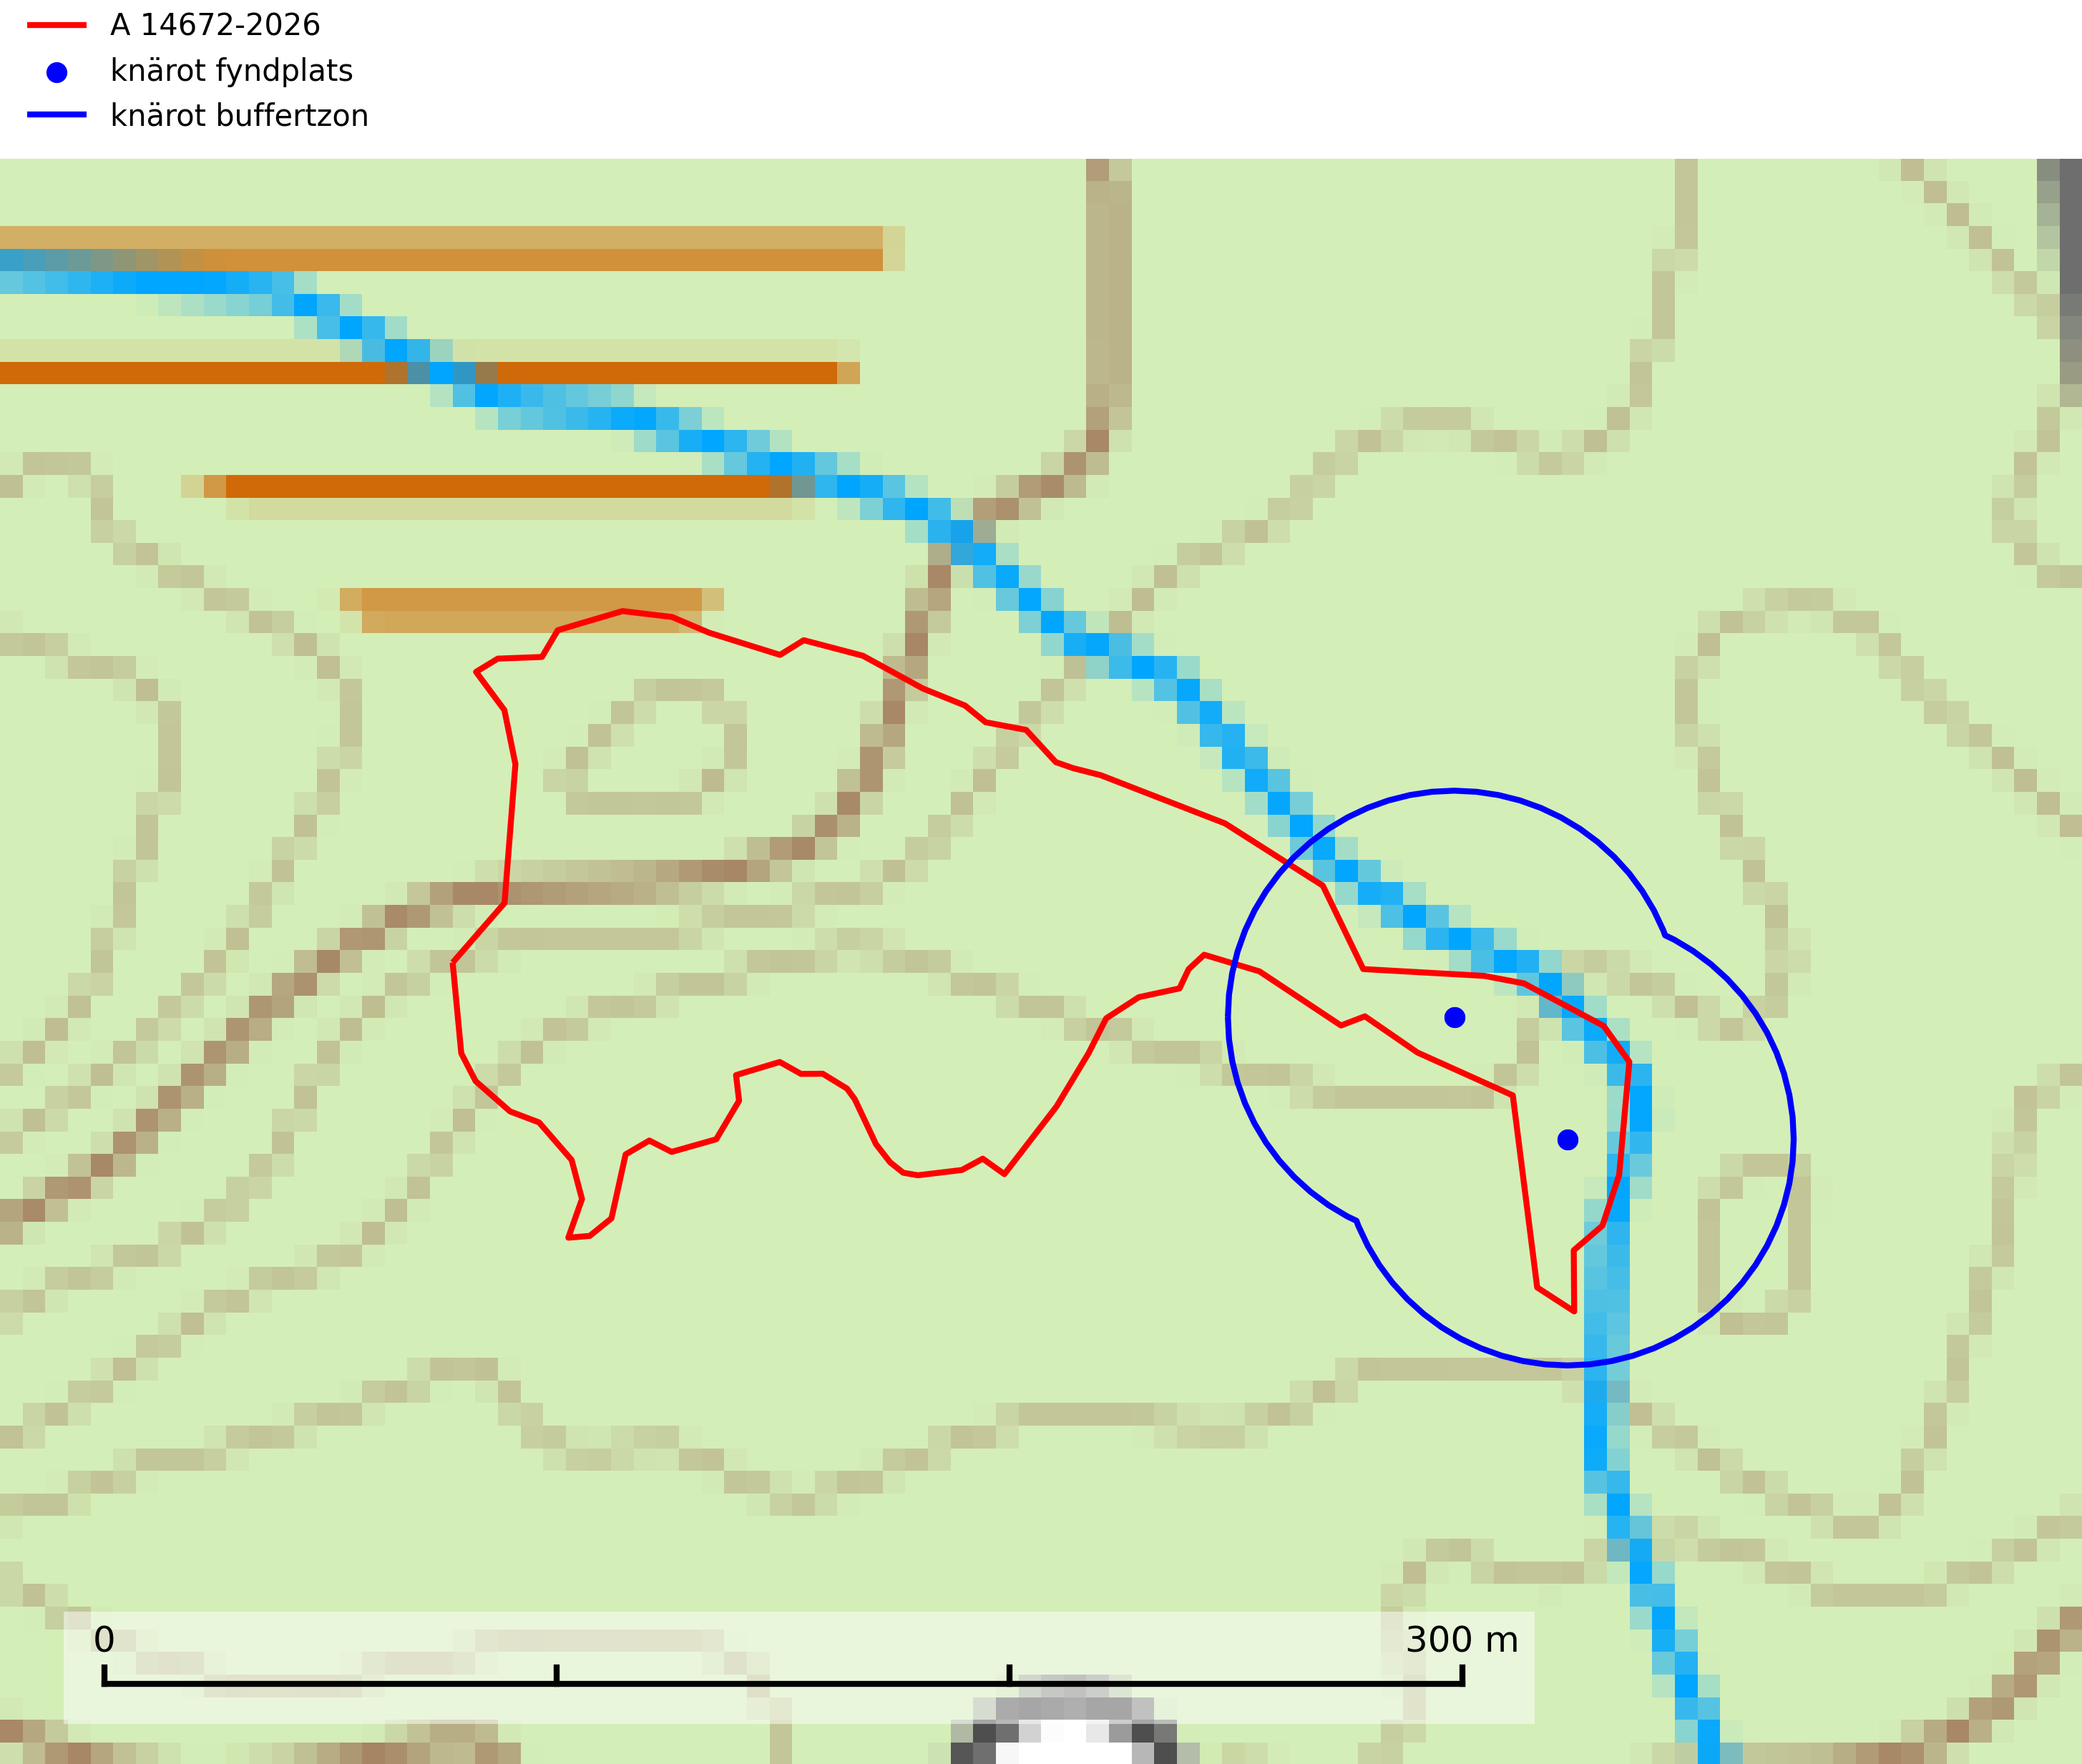 A 14672-2026
knärot fyndplats
knärot buffertzon
0 300 m